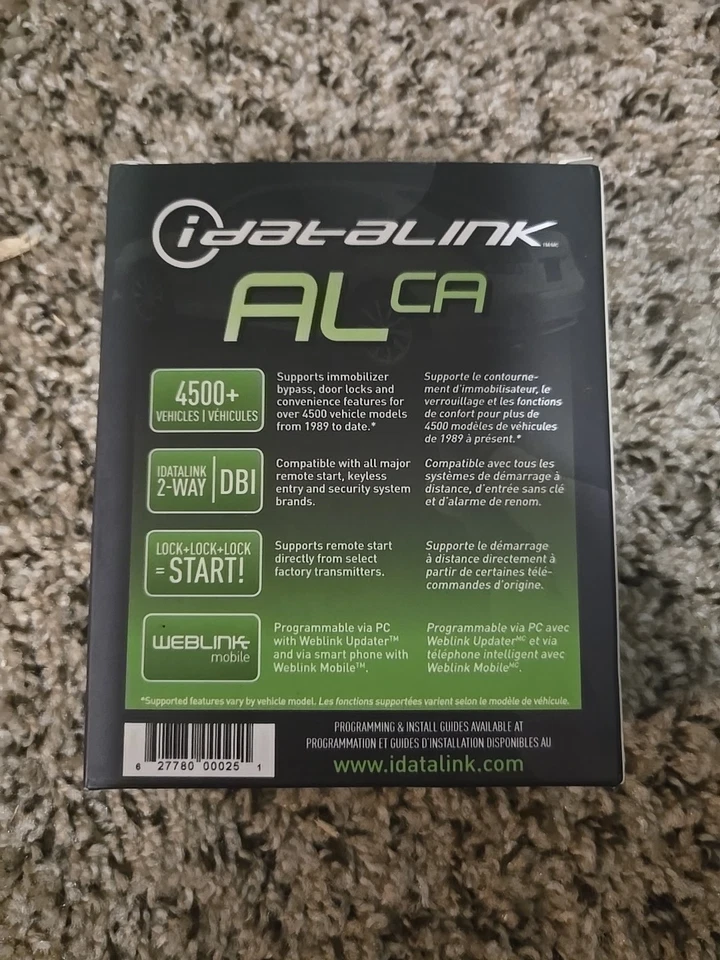 idataLINK TM/MC
ALCA
4500+
VEHICLES | VÉHICULES
Supports immobilizer
bypass, door locks and
convenience features for
over 4500 vehicle models
from 1989 to date.*
Supporte le contourne-
ment d'immobilisateur, le
verrouillage et les fonctions
de confort pour plus de
4500 modèles de véhicules
de 1989 à présent.*
IDATALINK
2-WAY | DBI
Compatible with all major
remote start, keyless
entry and security system
brands.
Compatible avec tous les
systèmes de démarrage à
distance, d'entrée sans clé
et d'alarme de renom.
LOCK+LOCK+LOCK
= START!
Supports remote start
directly from select
factory transmitters.
Supporte le démarrage
à distance directement à
partir de certaines télé-
commandes d'origine.
WEBLINK
mobile
Programmable via PC
with Weblink Updater™
and via smart phone with
Weblink Mobile™.
Programmable via PC avec
Weblink UpdaterMC et via
téléphone intelligent avec
Weblink MobileMC.
*Supported features vary by vehicle model. Les fonctions supportées varient selon le modèle de véhicule.
PROGRAMMING & INSTALL GUIDES AVAILABLE AT
PROGRAMMATION ET GUIDES D'INSTALLATION DISPONIBLES AU
www.idatalink.com
6 27780 00025 1